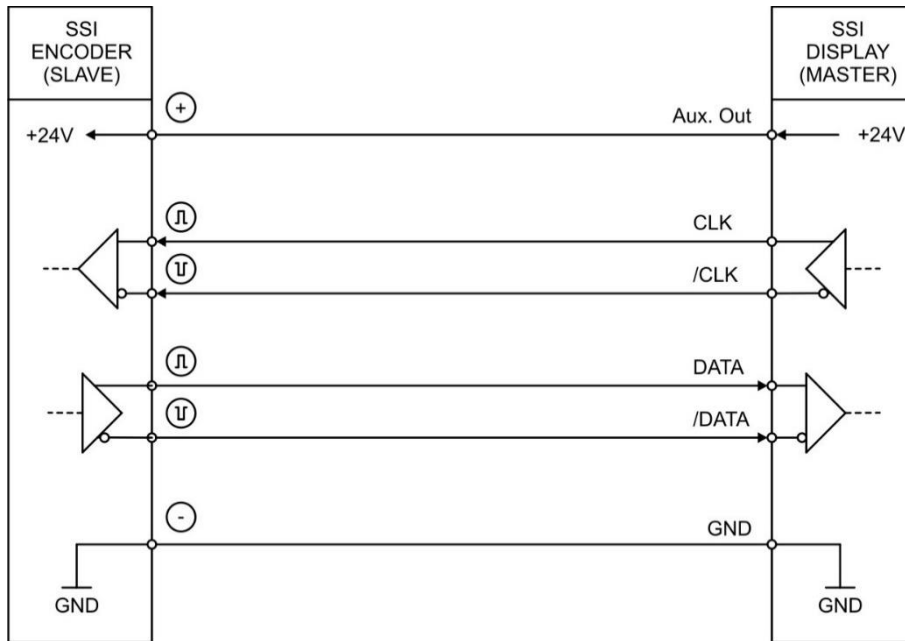 SSI
ENCODER
(SLAVE)
SSI
DISPLAY
(MASTER)
+
Aux. Out
+24V
+24V
CLK
/CLK
DATA
/DATA
-
GND
GND
GND